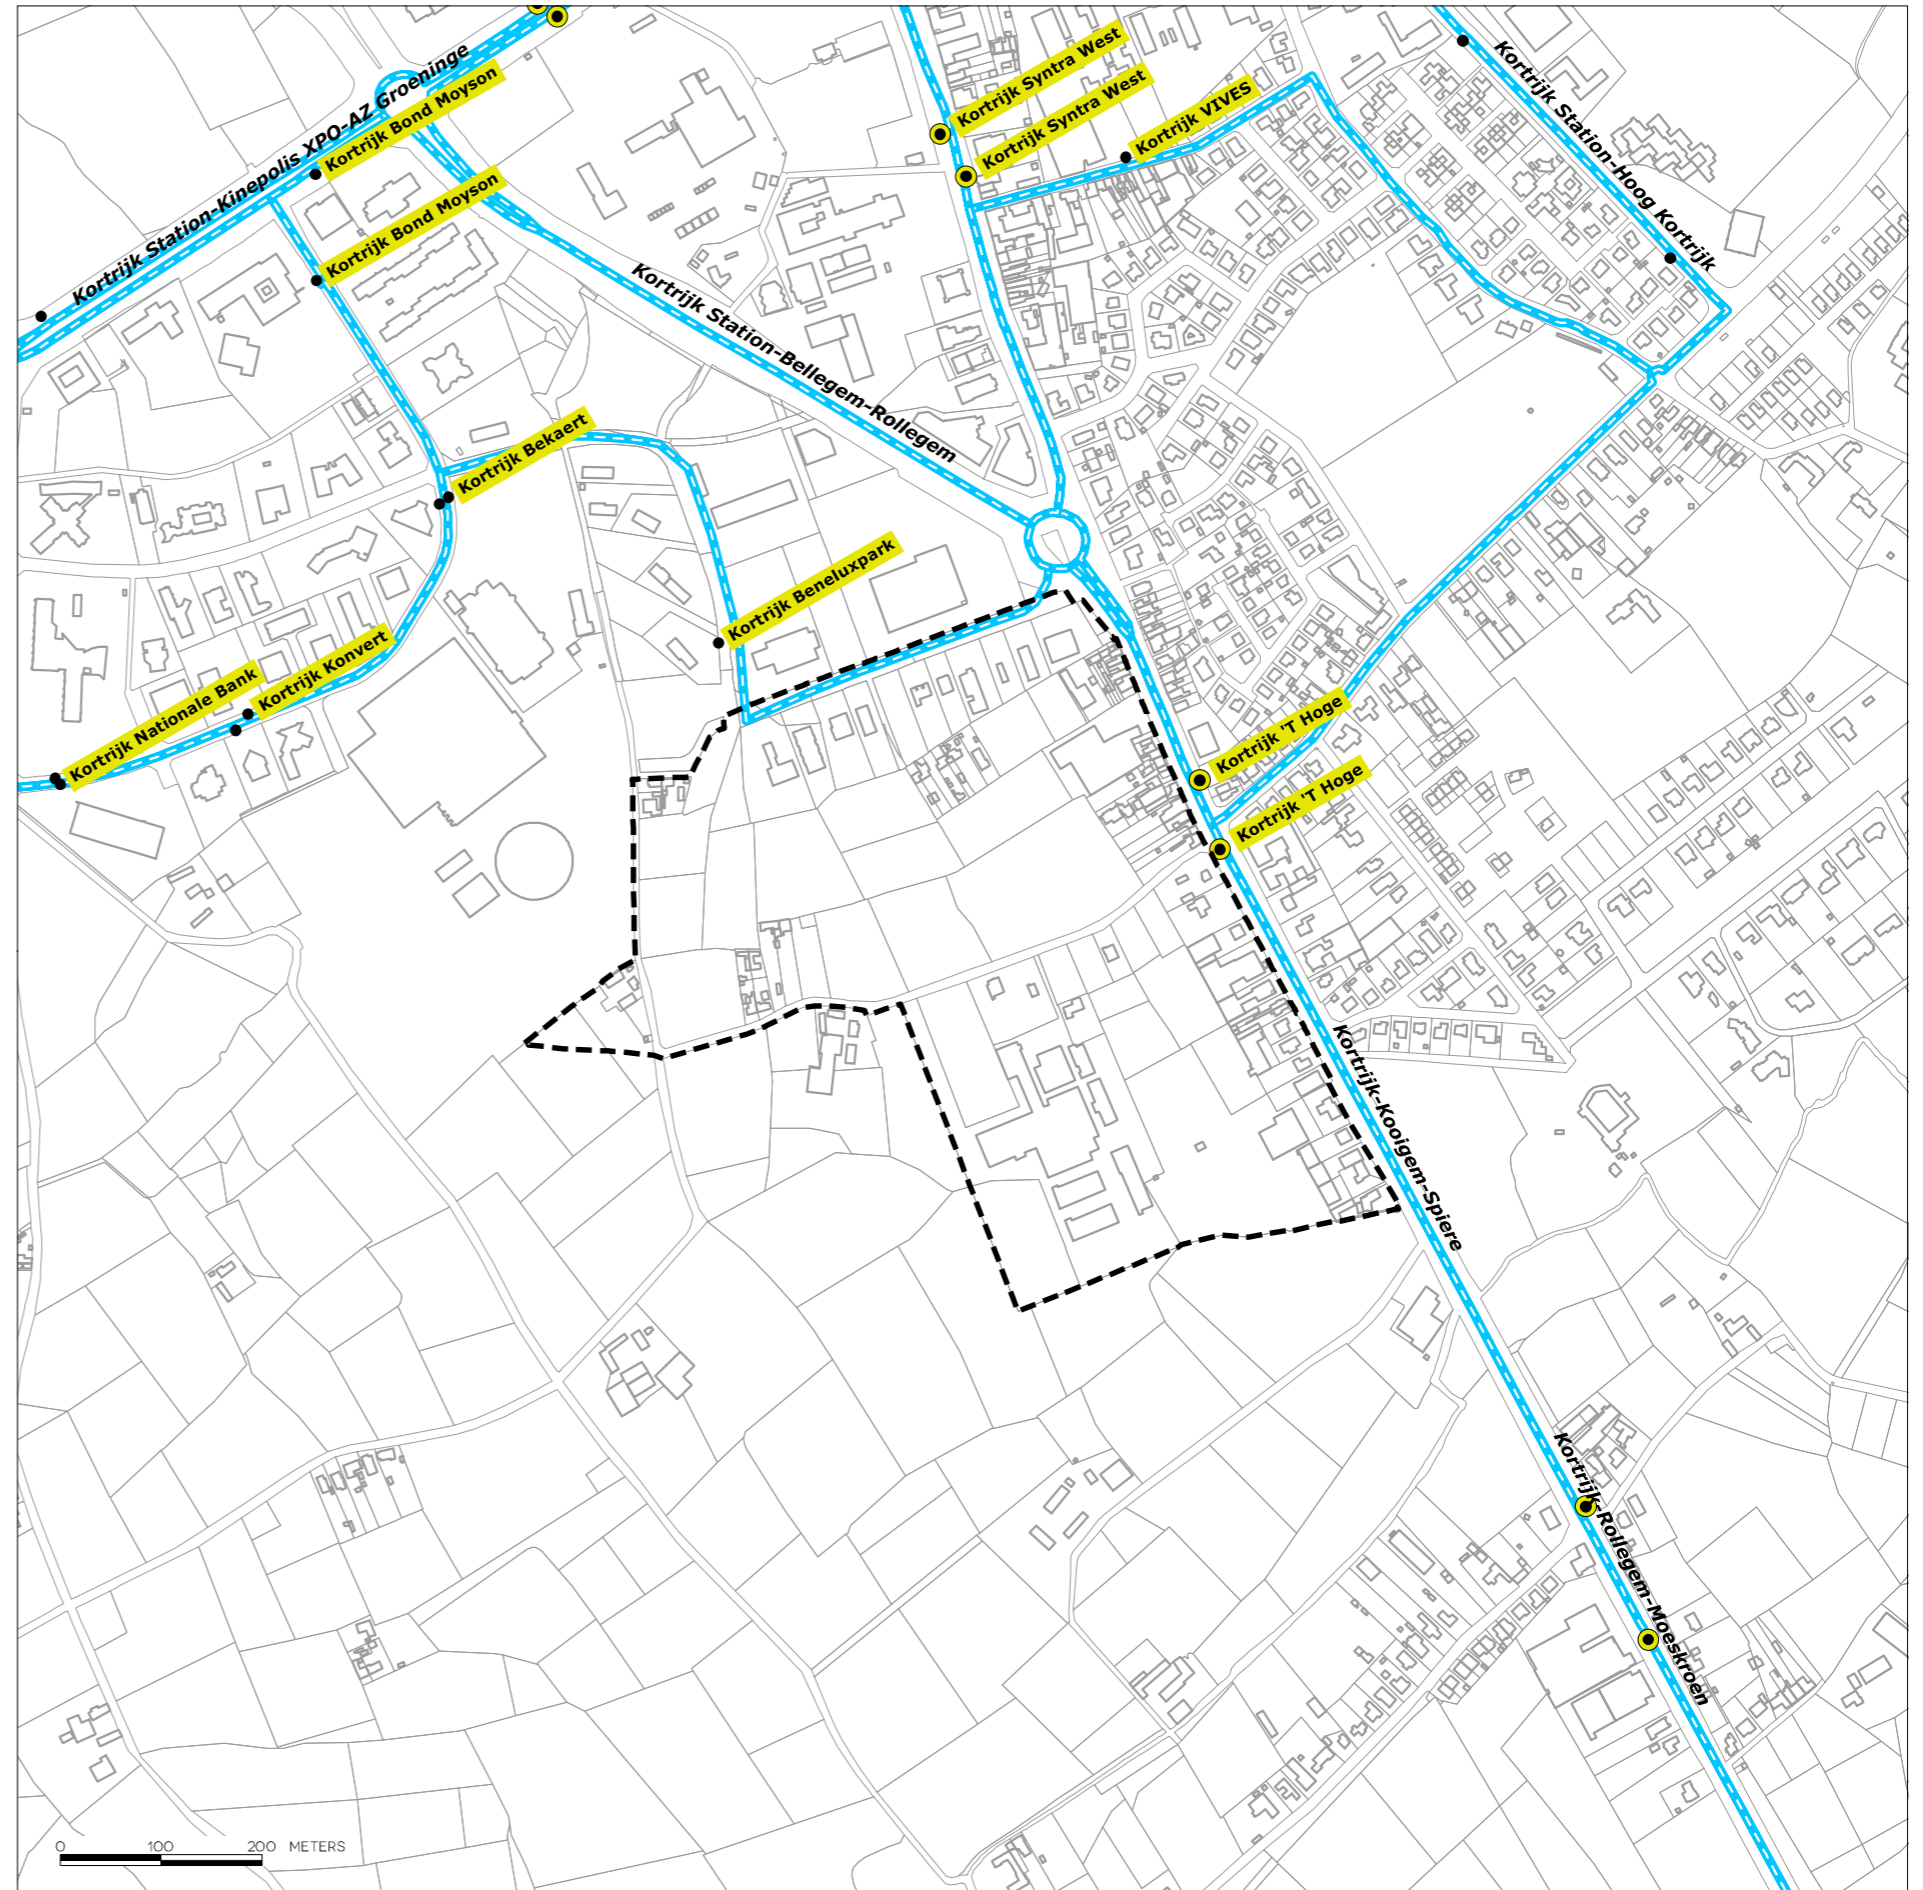 Kortrijk Station-Kinepolis XPO-AZ Groeninge
Kortrijk Bond Moyson
Kortrijk Bond Moyson
Kortrijk Syntra West
Kortrijk Syntra West
Kortrijk VIVES
Kortrijk Station-Hoog Kortrijk
Kortrijk Station-Bellegem-Rollegem
Kortrijk Bekaert
Kortrijk Beneluxpark
Kortrijk Konvert
Kortrijk Nationale Bank
Kortrijk 'T Hoge
Kortrijk 'T Hoge
Kortrijk-Kooigem-Spiere
Kortrijk-Rollegem-Moeskroen
0 100 200 METERS